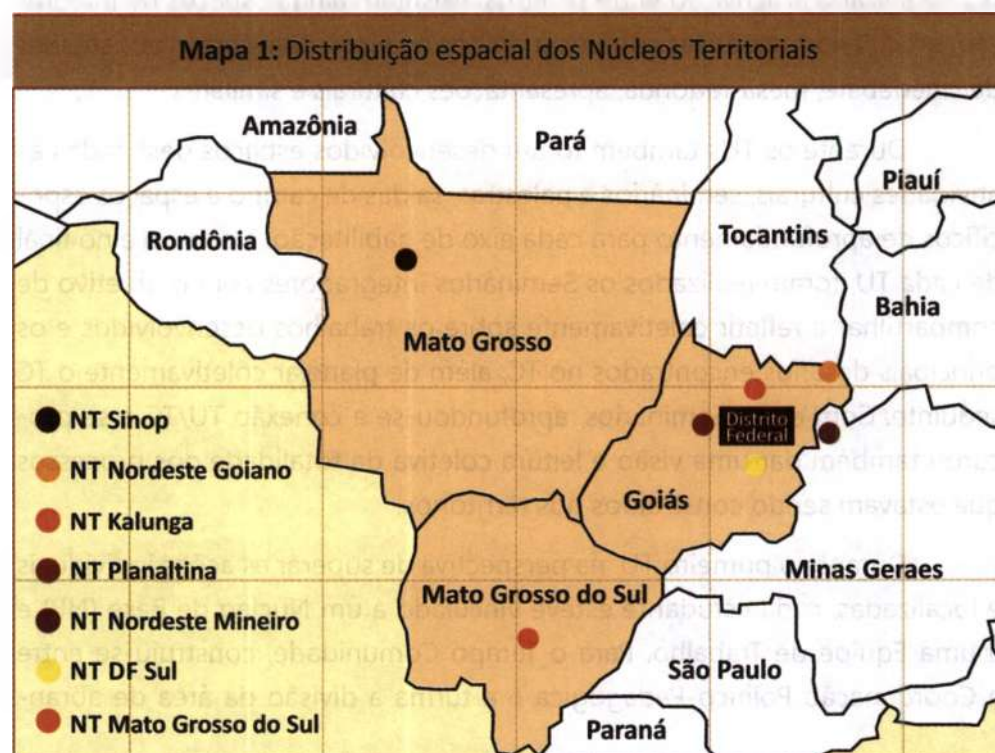 Mapa 1: Distribuição espacial dos Núcleos Territoriais
Amazônia
Pará
Piauí
Rondônia
Tocantins
Bahia
Mato Grosso
Distrito
Federal
Goiás
Minas Geraes
Mato Grosso do Sul
São Paulo
Paraná
NT Sinop
NT Nordeste Goiano
NT Kalunga
NT Planaltina
NT Nordeste Mineiro
NT DF Sul
NT Mato Grosso do Sul